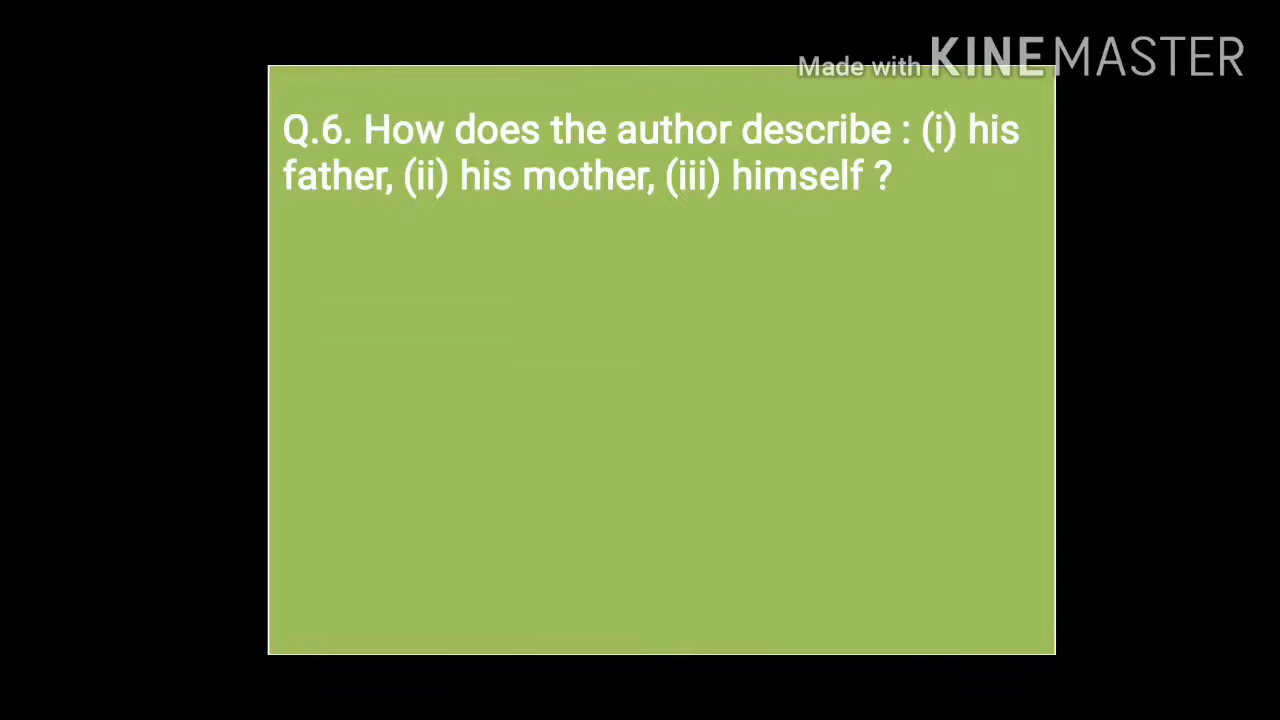 Made with KINEMASTER
Q.6. How does the author describe : (i) his
father, (ii) his mother, (iii) himself ?